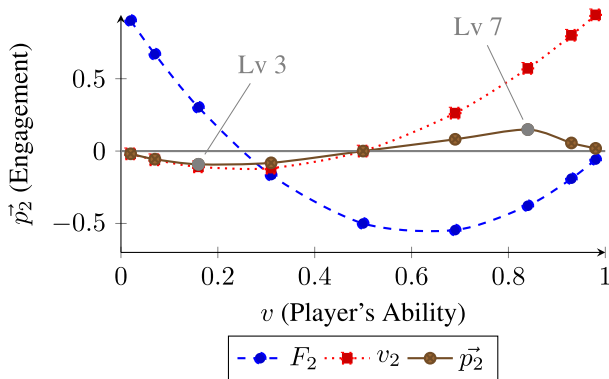 Lv 7
Lv 3
0.5
0
−0.5
p⃗₂ (Engagement)
0 0.2 0.4 0.6 0.8 1
v (Player's Ability)
F₂ v₂ p⃗₂